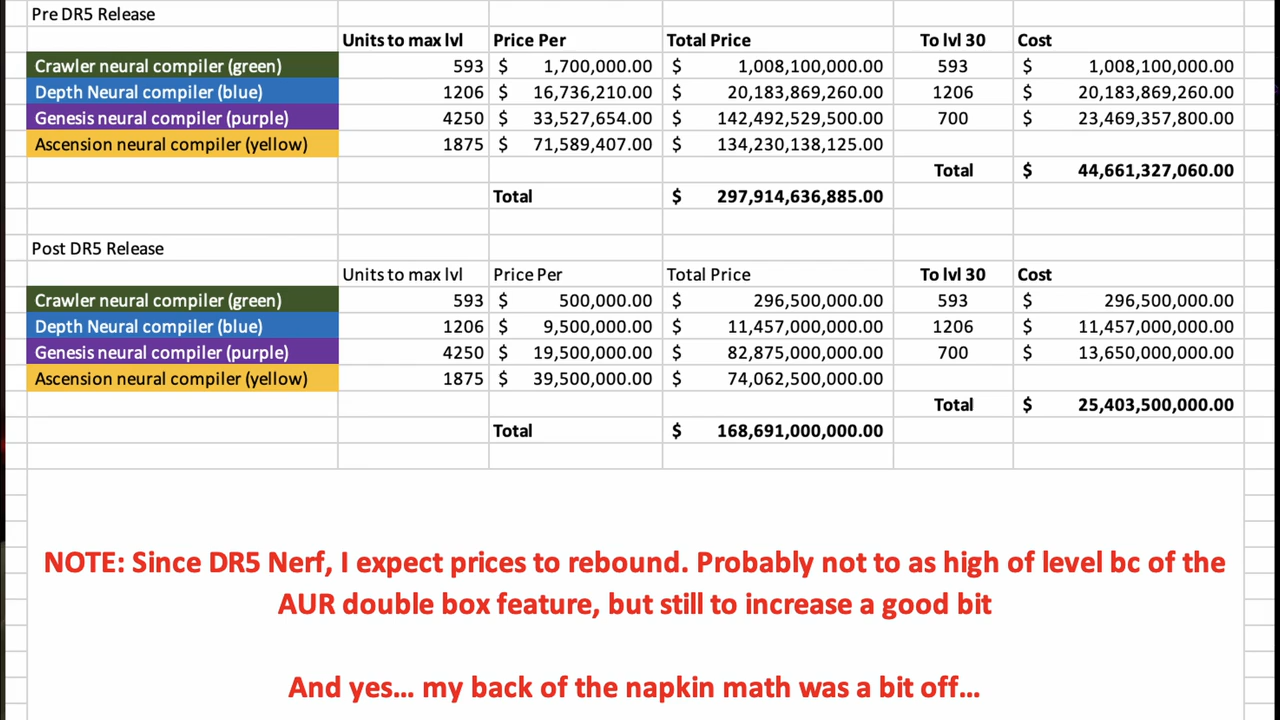 Pre DR5 Release
Units to max lvl Price Per Total Price To lvl 30 Cost
Crawler neural compiler (green) 593 $ 1,700,000.00 $ 1,008,100,000.00 593 $ 1,008,100,000.00
Depth Neural compiler (blue) 1206 $ 16,736,210.00 $ 20,183,869,260.00 1206 $ 20,183,869,260.00
Genesis neural compiler (purple) 4250 $ 33,527,654.00 $ 142,492,529,500.00 700 $ 23,469,357,800.00
Ascension neural compiler (yellow) 1875 $ 71,589,407.00 $ 134,230,138,125.00
Total $ 44,661,327,060.00
Total $ 297,914,636,885.00
Post DR5 Release
Units to max lvl Price Per Total Price To lvl 30 Cost
Crawler neural compiler (green) 593 $ 500,000.00 $ 296,500,000.00 593 $ 296,500,000.00
Depth Neural compiler (blue) 1206 $ 9,500,000.00 $ 11,457,000,000.00 1206 $ 11,457,000,000.00
Genesis neural compiler (purple) 4250 $ 19,500,000.00 $ 82,875,000,000.00 700 $ 13,650,000,000.00
Ascension neural compiler (yellow) 1875 $ 39,500,000.00 $ 74,062,500,000.00
Total $ 25,403,500,000.00
Total $ 168,691,000,000.00
NOTE: Since DR5 Nerf, I expect prices to rebound. Probably not to as high of level bc of the
AUR double box feature, but still to increase a good bit
And yes... my back of the napkin math was a bit off...